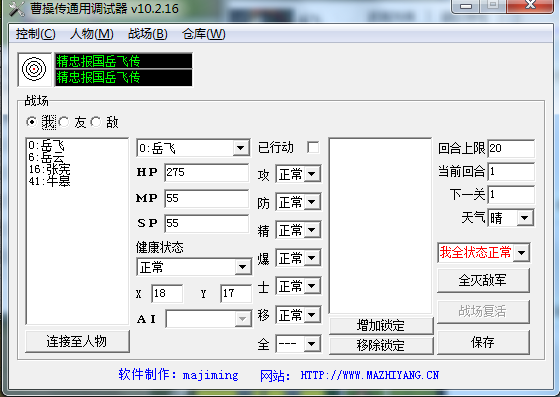 曹操传通用调试器 v10.2.16
控制(C) 人物(M) 战场(B) 仓库(W)
精忠报国岳飞传
精忠报国岳飞传
战场
我 友 敌
0:岳飞
6:岳云
16:张宪
41:牛皋
连接至人物
0:岳飞
HP 275
MP 55
SP 55
健康状态
正常
X 18 Y 17
AI
已行动
攻 正常
防 正常
精 正常
爆 正常
士 正常
移 正常
全 ---
增加锁定
移除锁定
回合上限 20
当前回合 1
下一关 1
天气 晴
我全状态正常
全灭敌军
战场复活
保存
软件制作: majiming 网站: HTTP://WWW.MAZHIYANG.CN